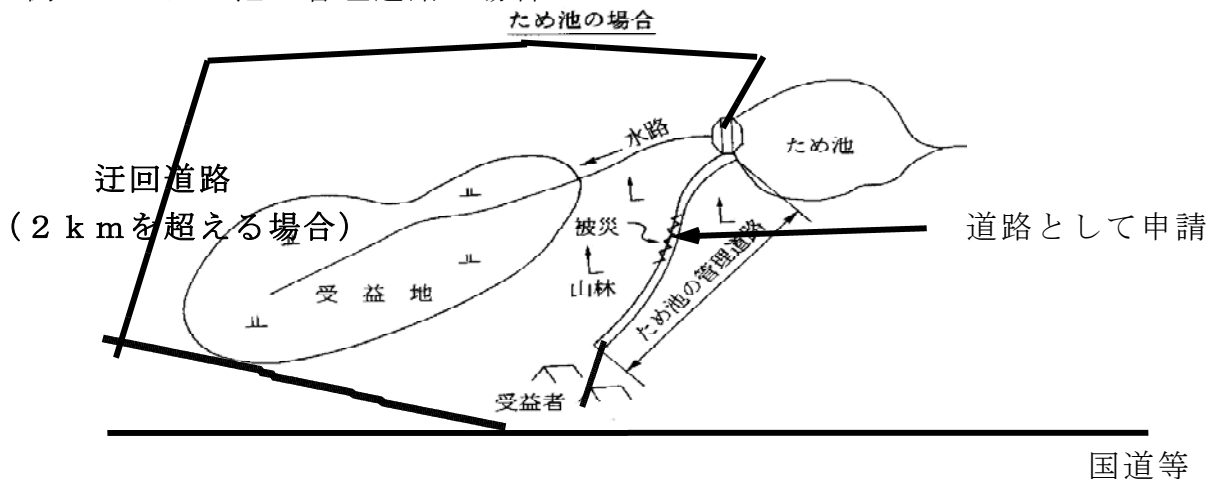 ため池の場合
水路
ため池
迂回道路
(2kmを超える場合)
被災
道路として申請
山林
受益地
ため池の管理道路
受益者
国道等